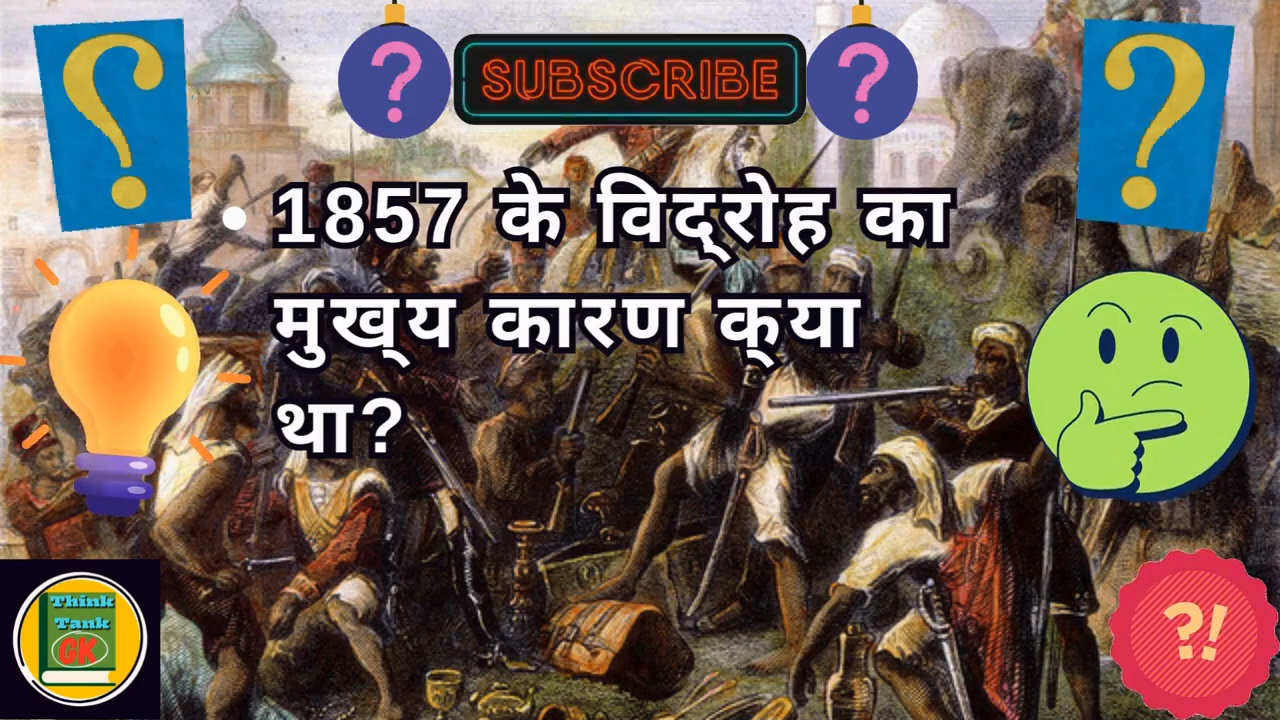 SUBSCRIBE
1857 के विद्रोह का
मुख्य कारण क्या
था?
Think
Tank
GK